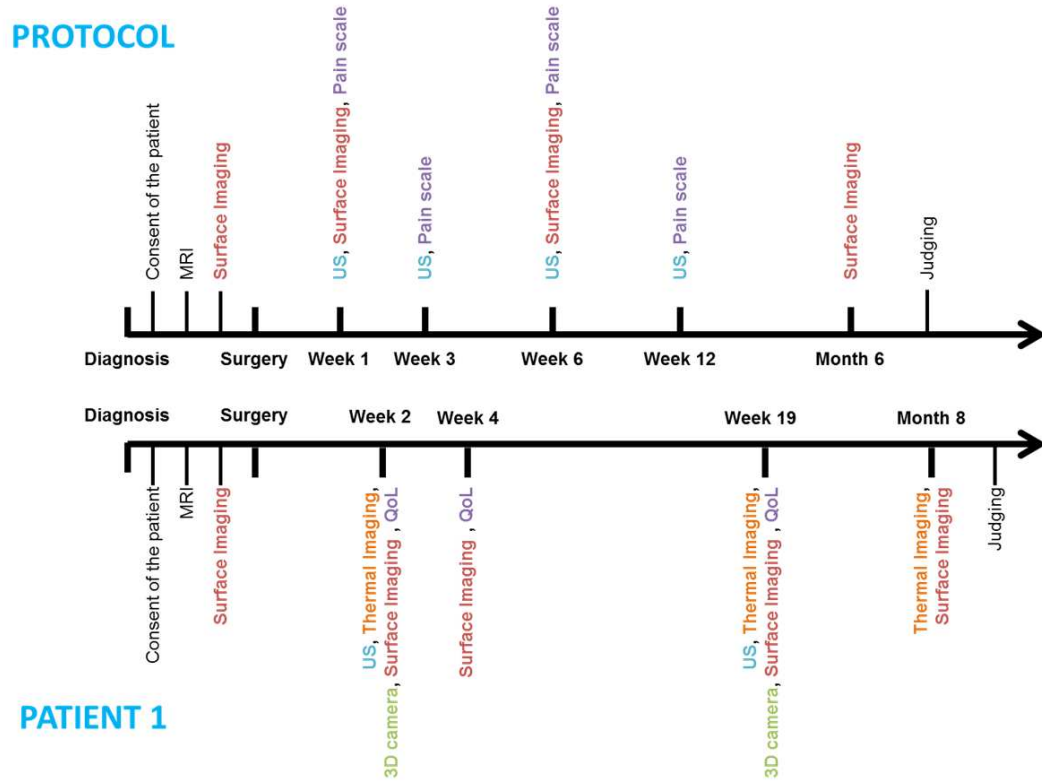 PROTOCOL
Consent of the patient
MRI
Surface Imaging
US, Surface Imaging, Pain scale
US, Pain scale
US, Surface Imaging, Pain scale
US, Pain scale
Surface Imaging
Judging
Diagnosis
Surgery
Week 1
Week 3
Week 6
Week 12
Month 6
Diagnosis
Surgery
Week 2
Week 4
Week 19
Month 8
Consent of the patient
MRI
Surface Imaging
US, Thermal Imaging,
3D camera, Surface Imaging , QoL
Surface Imaging , QoL
US, Thermal Imaging,
3D camera, Surface Imaging , QoL
Thermal Imaging,
Surface Imaging
Judging
PATIENT 1